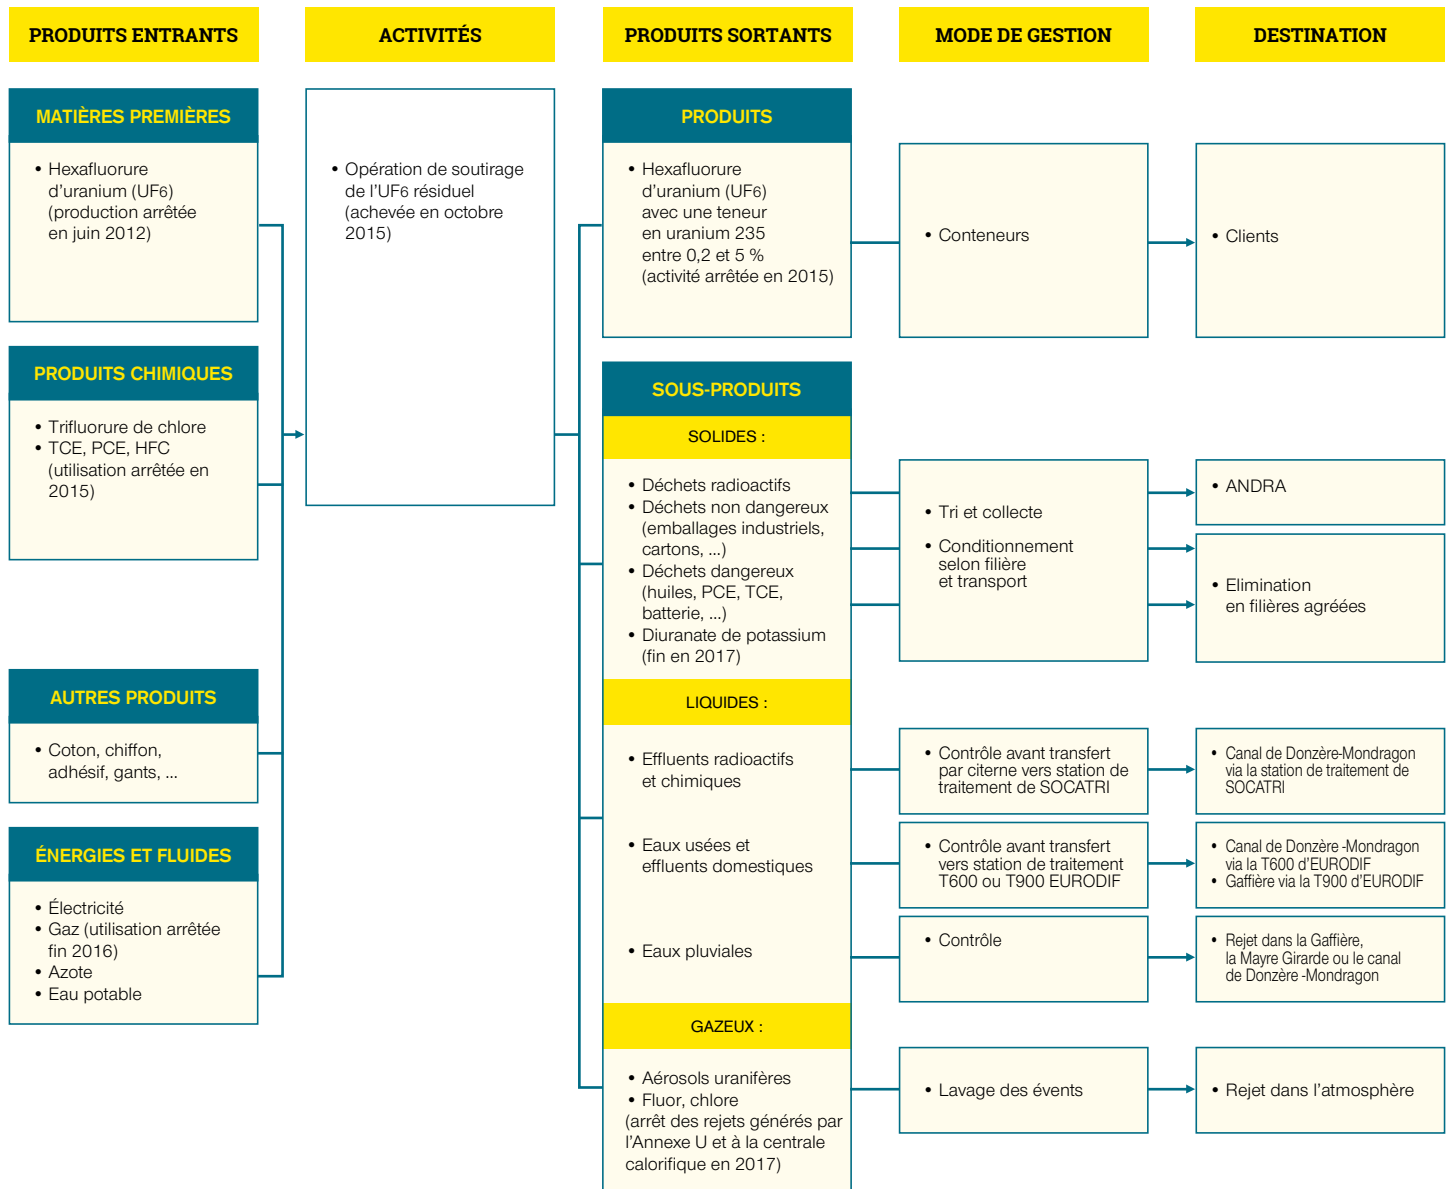 PRODUITS ENTRANTS
ACTIVITÉS
PRODUITS SORTANTS
MODE DE GESTION
DESTINATION
MATIÈRES PREMIÈRES
• Hexafluorure
d'uranium (UF6)
(production arrêtée
en juin 2012)
PRODUITS CHIMIQUES
• Trifluorure de chlore
• TCE, PCE, HFC
(utilisation arrêtée en
2015)
AUTRES PRODUITS
• Coton, chiffon,
adhésif, gants, ...
ÉNERGIES ET FLUIDES
• Électricité
• Gaz (utilisation arrêtée
fin 2016)
• Azote
• Eau potable
• Opération de soutirage
de l'UF6 résiduel
(achevée en octobre
2015)
PRODUITS
• Hexafluorure
d'uranium (UF6)
avec une teneur
en uranium 235
entre 0,2 et 5 %
(activité arrêtée en 2015)
• Conteneurs
• Clients
SOUS-PRODUITS
SOLIDES :
• Déchets radioactifs
• Déchets non dangereux
(emballages industriels,
cartons, ...)
• Déchets dangereux
(huiles, PCE, TCE,
batterie, ...)
• Diuranate de potassium
(fin en 2017)
• Tri et collecte
• Conditionnement
selon filière
et transport
• ANDRA
• Elimination
en filières agréées
LIQUIDES :
• Effluents radioactifs
et chimiques
• Contrôle avant transfert
par citerne vers station de
traitement de SOCATRI
• Canal de Donzère-Mondragon
via la station de traitement de
SOCATRI
• Eaux usées et
effluents domestiques
• Contrôle avant transfert
vers station de traitement
T600 ou T900 EURODIF
• Canal de Donzère -Mondragon
via la T600 d'EURODIF
• Gaffière via la T900 d'EURODIF
• Eaux pluviales
• Contrôle
• Rejet dans la Gaffière,
la Mayre Girarde ou le canal
de Donzère -Mondragon
GAZEUX :
• Aérosols uranifères
• Fluor, chlore
(arrêt des rejets générés par
l'Annexe U et à la centrale
calorifique en 2017)
• Lavage des évents
• Rejet dans l'atmosphère